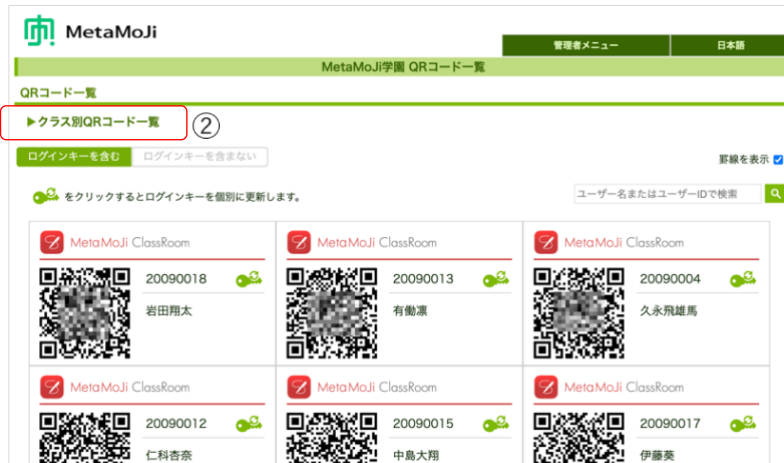 MetaMoJi
管理者メニュー 日本語
MetaMoJi学園 QRコード一覧
QRコード一覧
▶クラス別QRコード一覧 ②
ログインキーを含む ログインキーを含まない 罫線を表示
をクリックするとログインキーを個別に更新します。 ユーザー名またはユーザーIDで検索
MetaMoJi ClassRoom MetaMoJi ClassRoom MetaMoJi ClassRoom
20090018 20090013 20090004
岩田翔太 有働凛 久永飛雄馬
MetaMoJi ClassRoom MetaMoJi ClassRoom MetaMoJi ClassRoom
20090012 20090015 20090017
仁科杏奈 中島大翔 伊藤葵